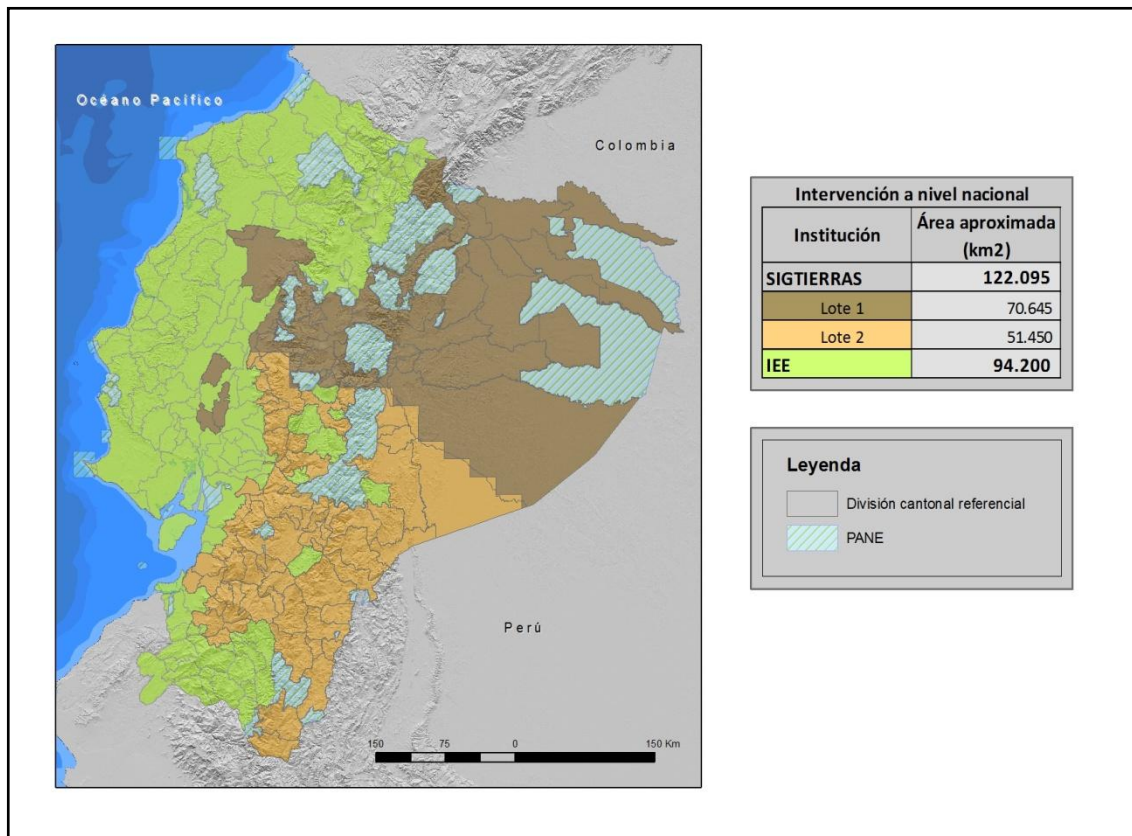 Océano Pacífico
Colombia
Perú
150 75 0 150 Km
Intervención a nivel nacional
Institución Área aproximada
(km2)
SIGTIERRAS 122.095
Lote 1 70.645
Lote 2 51.450
IEE 94.200
Leyenda
División cantonal referencial
PANE